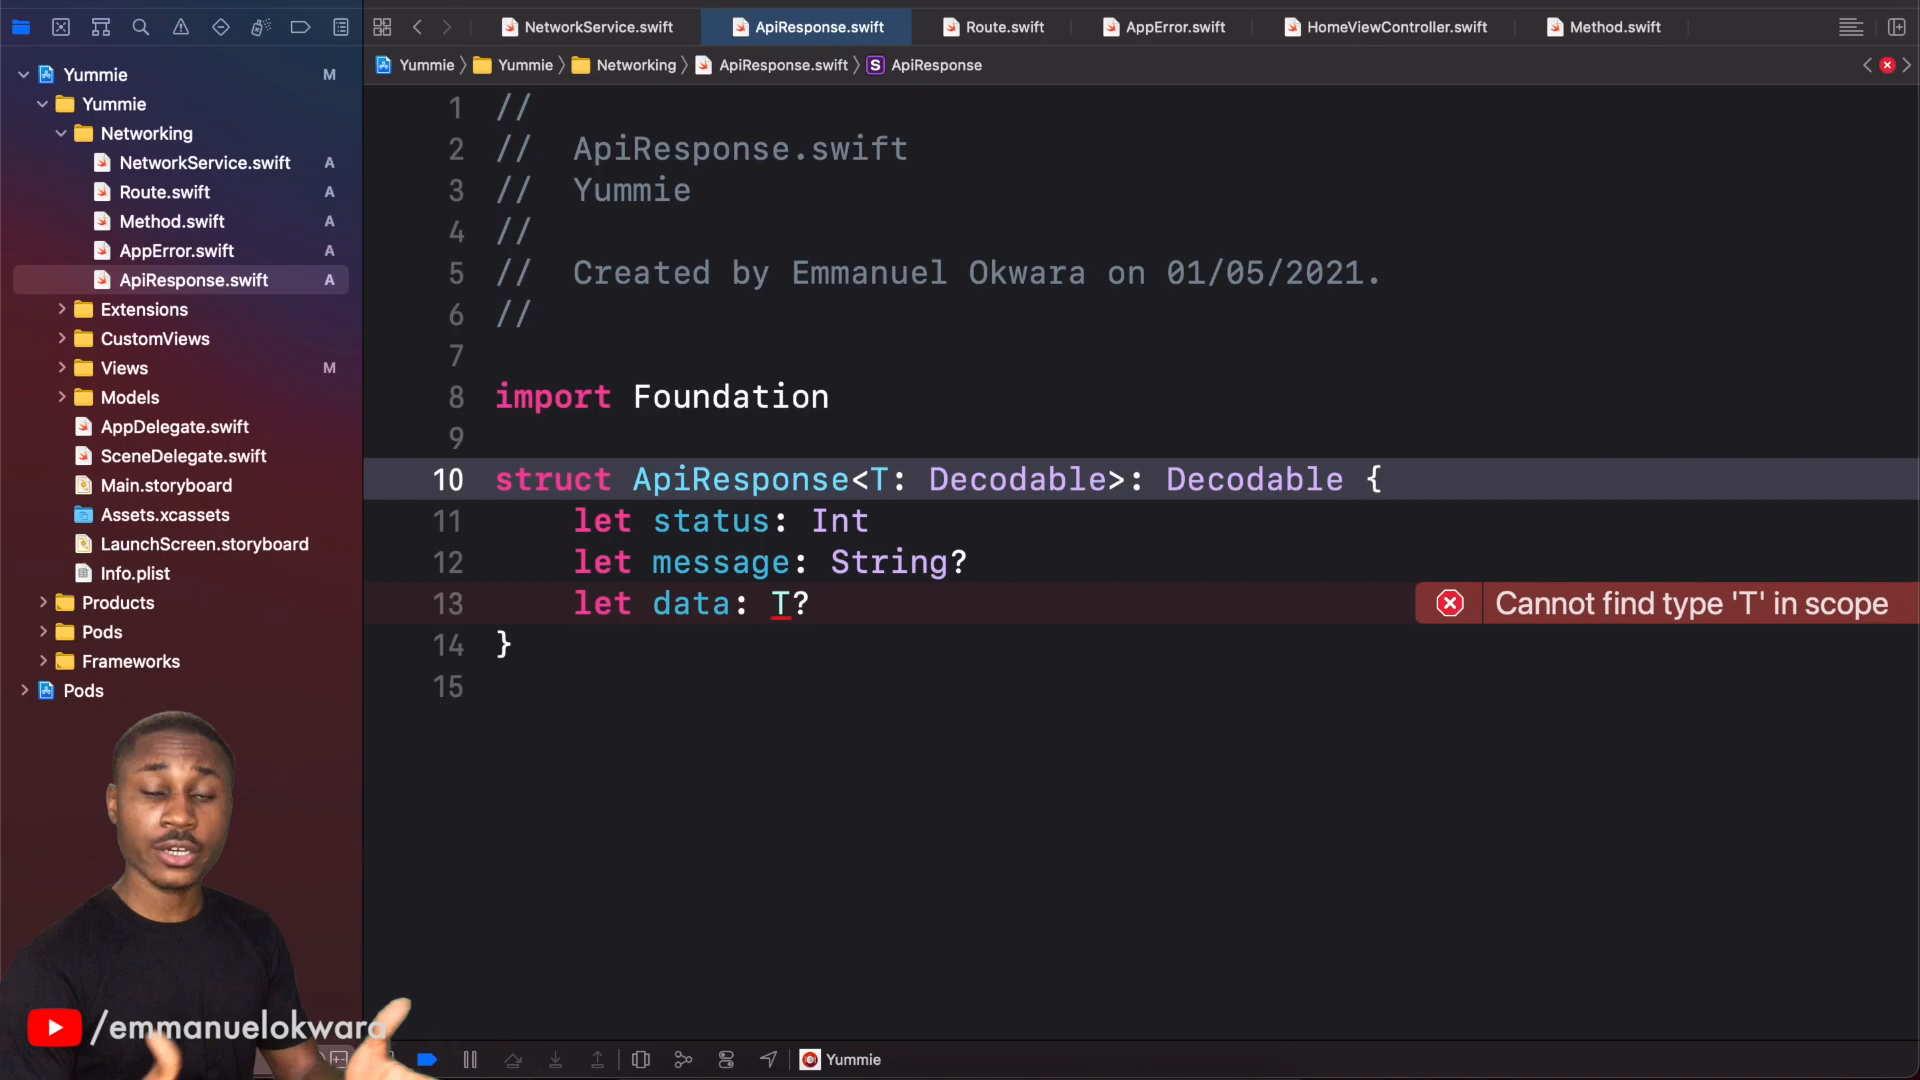 NetworkService.swift
ApiResponse.swift
Route.swift
AppError.swift
HomeViewController.swift
Method.swift
Yummie
Yummie
Networking
ApiResponse.swift
S
ApiResponse
Yummie M
Yummie
Networking
NetworkService.swift A
Route.swift A
Method.swift A
AppError.swift A
ApiResponse.swift A
Extensions
CustomViews
Views M
Models
AppDelegate.swift
SceneDelegate.swift
Main.storyboard
Assets.xcassets
LaunchScreen.storyboard
Info.plist
Products
Pods
Frameworks
Pods
1 //
2 // ApiResponse.swift
3 // Yummie
4 //
5 // Created by Emmanuel Okwara on 01/05/2021.
6 //
7
8 import Foundation
9
10 struct ApiResponse<T: Decodable>: Decodable {
11 let status: Int
12 let message: String?
13 let data: T?
Cannot find type 'T' in scope
14 }
15
/emmanuelokwara
Yummie